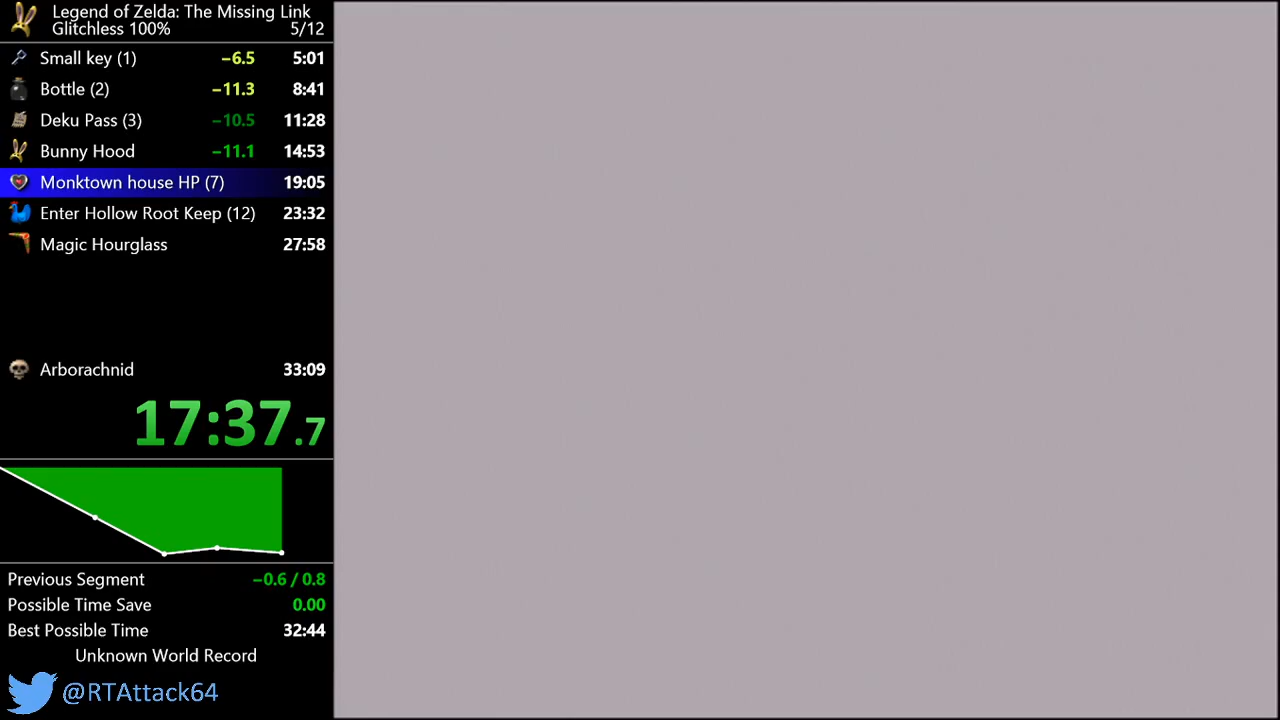 Legend of Zelda: The Missing Link
Glitchless 100% 5/12
Small key (1) −6.5 5:01
Bottle (2) −11.3 8:41
Deku Pass (3) −10.5 11:28
Bunny Hood −11.1 14:53
Monktown house HP (7) 19:05
Enter Hollow Root Keep (12) 23:32
Magic Hourglass 27:58
Arborachnid 33:09
17:37.7
Previous Segment −0.6 / 0.8
Possible Time Save 0.00
Best Possible Time 32:44
Unknown World Record
@RTAttack64